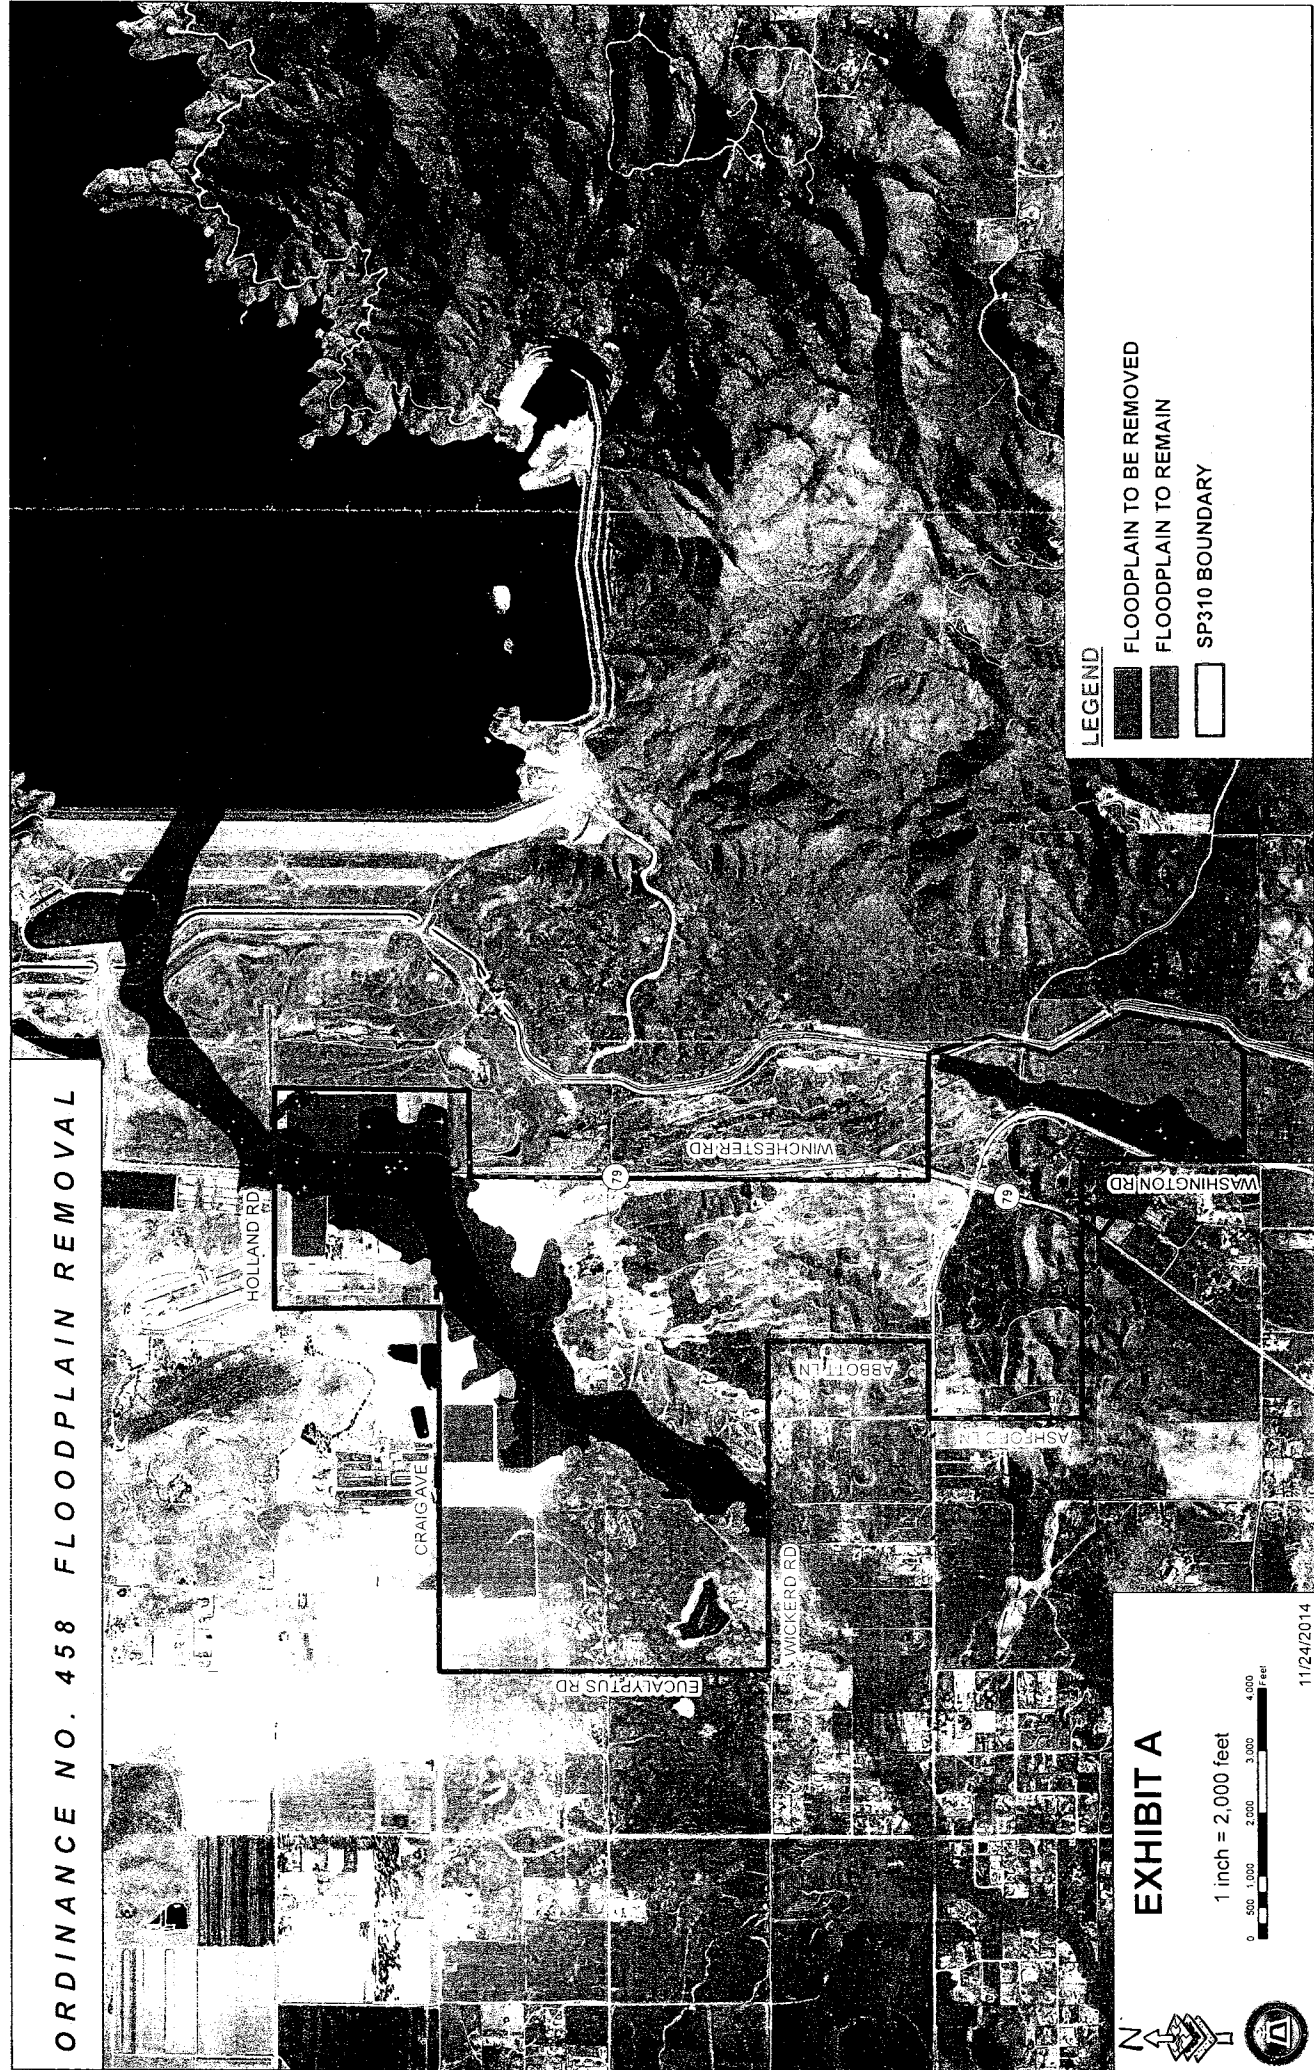 ORDINANCE NO. 458 FLOODPLAIN REMOVAL
HOLLAND RD
CRAIG AVE
WINCHESTER RD
79
79
WASHINGTON RD
ABBOTT LN
ASHFORD LN
WICKERD RD
EUCALYPTUS RD
LEGEND
FLOODPLAIN TO BE REMOVED
FLOODPLAIN TO REMAIN
SP310 BOUNDARY
N
EXHIBIT A
1 inch = 2,000 feet
0 500 1,000 2,000 3,000 4,000
Feet
11/24/2014